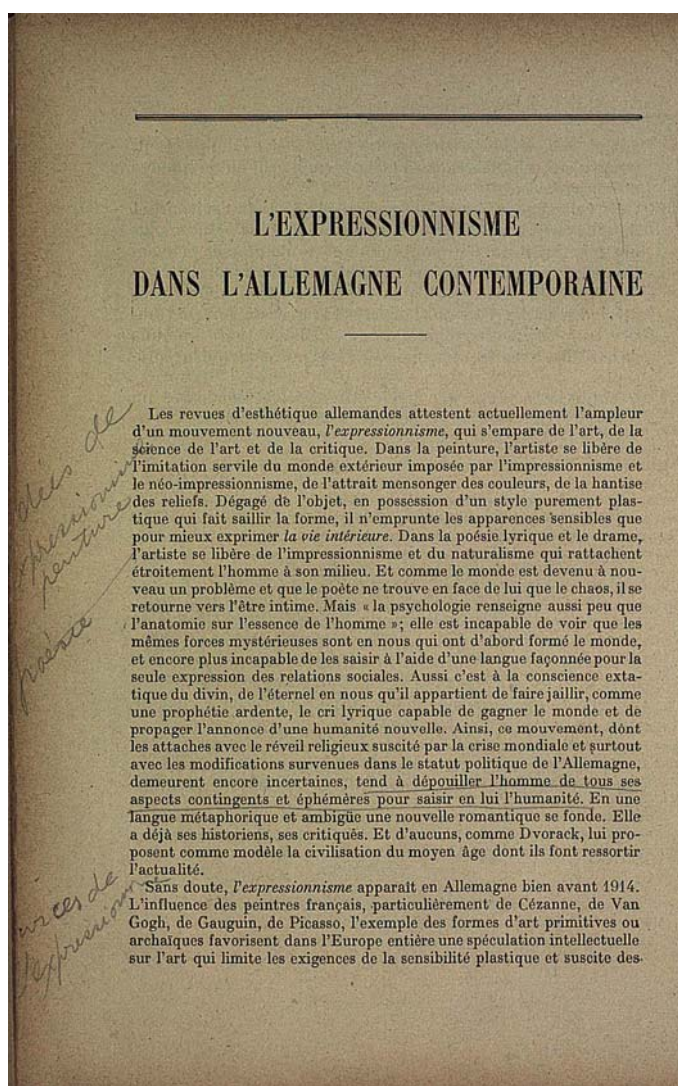 L'EXPRESSIONNISME
DANS L'ALLEMAGNE CONTEMPORAINE
Les revues d'esthétique allemandes attestent actuellement l'ampleur
d'un mouvement nouveau, l'expressionnisme, qui s'empare de l'art, de la
science de l'art et de la critique. Dans la peinture, l'artiste se libère de
l'imitation servile du monde extérieur imposée par l'impressionnisme et
le néo-impressionnisme, de l'attrait mensonger des couleurs, de la hantise
des reliefs. Dégagé de l'objet, en possession d'un style purement plas-
tique qui fait saillir la forme, il n'emprunte les apparences sensibles que
pour mieux exprimer la vie intérieure. Dans la poésie lyrique et le drame,
l'artiste se libère de l'impressionnisme et du naturalisme qui rattachent
étroitement l'homme à son milieu. Et comme le monde est devenu à nou-
veau un problème et que le poète ne trouve en face de lui que le chaos, il se
retourne vers l'être intime. Mais « la psychologie renseigne aussi peu que
l'anatomie sur l'essence de l'homme »; elle est incapable de voir que les
mêmes forces mystérieuses sont en nous qui ont d'abord formé le monde,
et encore plus incapable de les saisir à l'aide d'une langue façonnée pour la
seule expression des relations sociales. Aussi c'est à la conscience exta-
tique du divin, de l'éternel en nous qu'il appartient de faire jaillir, comme
une prophétie ardente, le cri lyrique capable de gagner le monde et de
propager l'annonce d'une humanité nouvelle. Ainsi, ce mouvement, dont
les attaches avec le réveil religieux suscité par la crise mondiale et surtout
avec les modifications survenues dans le statut politique de l'Allemagne,
demeurent encore incertaines, tend à dépouiller l'homme de tous ses
aspects contingents et éphémères pour saisir en lui l'humanité. En une
langue métaphorique et ambigüe une nouvelle romantique se fonde. Elle
a déjà ses historiens, ses critiques. Et d'aucuns, comme Dvorack, lui pro-
posent comme modèle la civilisation du moyen âge dont ils font ressortir
l'actualité.
Sans doute, l'expressionnisme apparaît en Allemagne bien avant 1914.
L'influence des peintres français, particulièrement de Cézanne, de Van
Gogh, de Gauguin, de Picasso, l'exemple des formes d'art primitives ou
archaïques favorisent dans l'Europe entière une spéculation intellectuelle
sur l'art qui limite les exigences de la sensibilité plastique et suscite des
de
peinture
poésie
de
l'expressionn